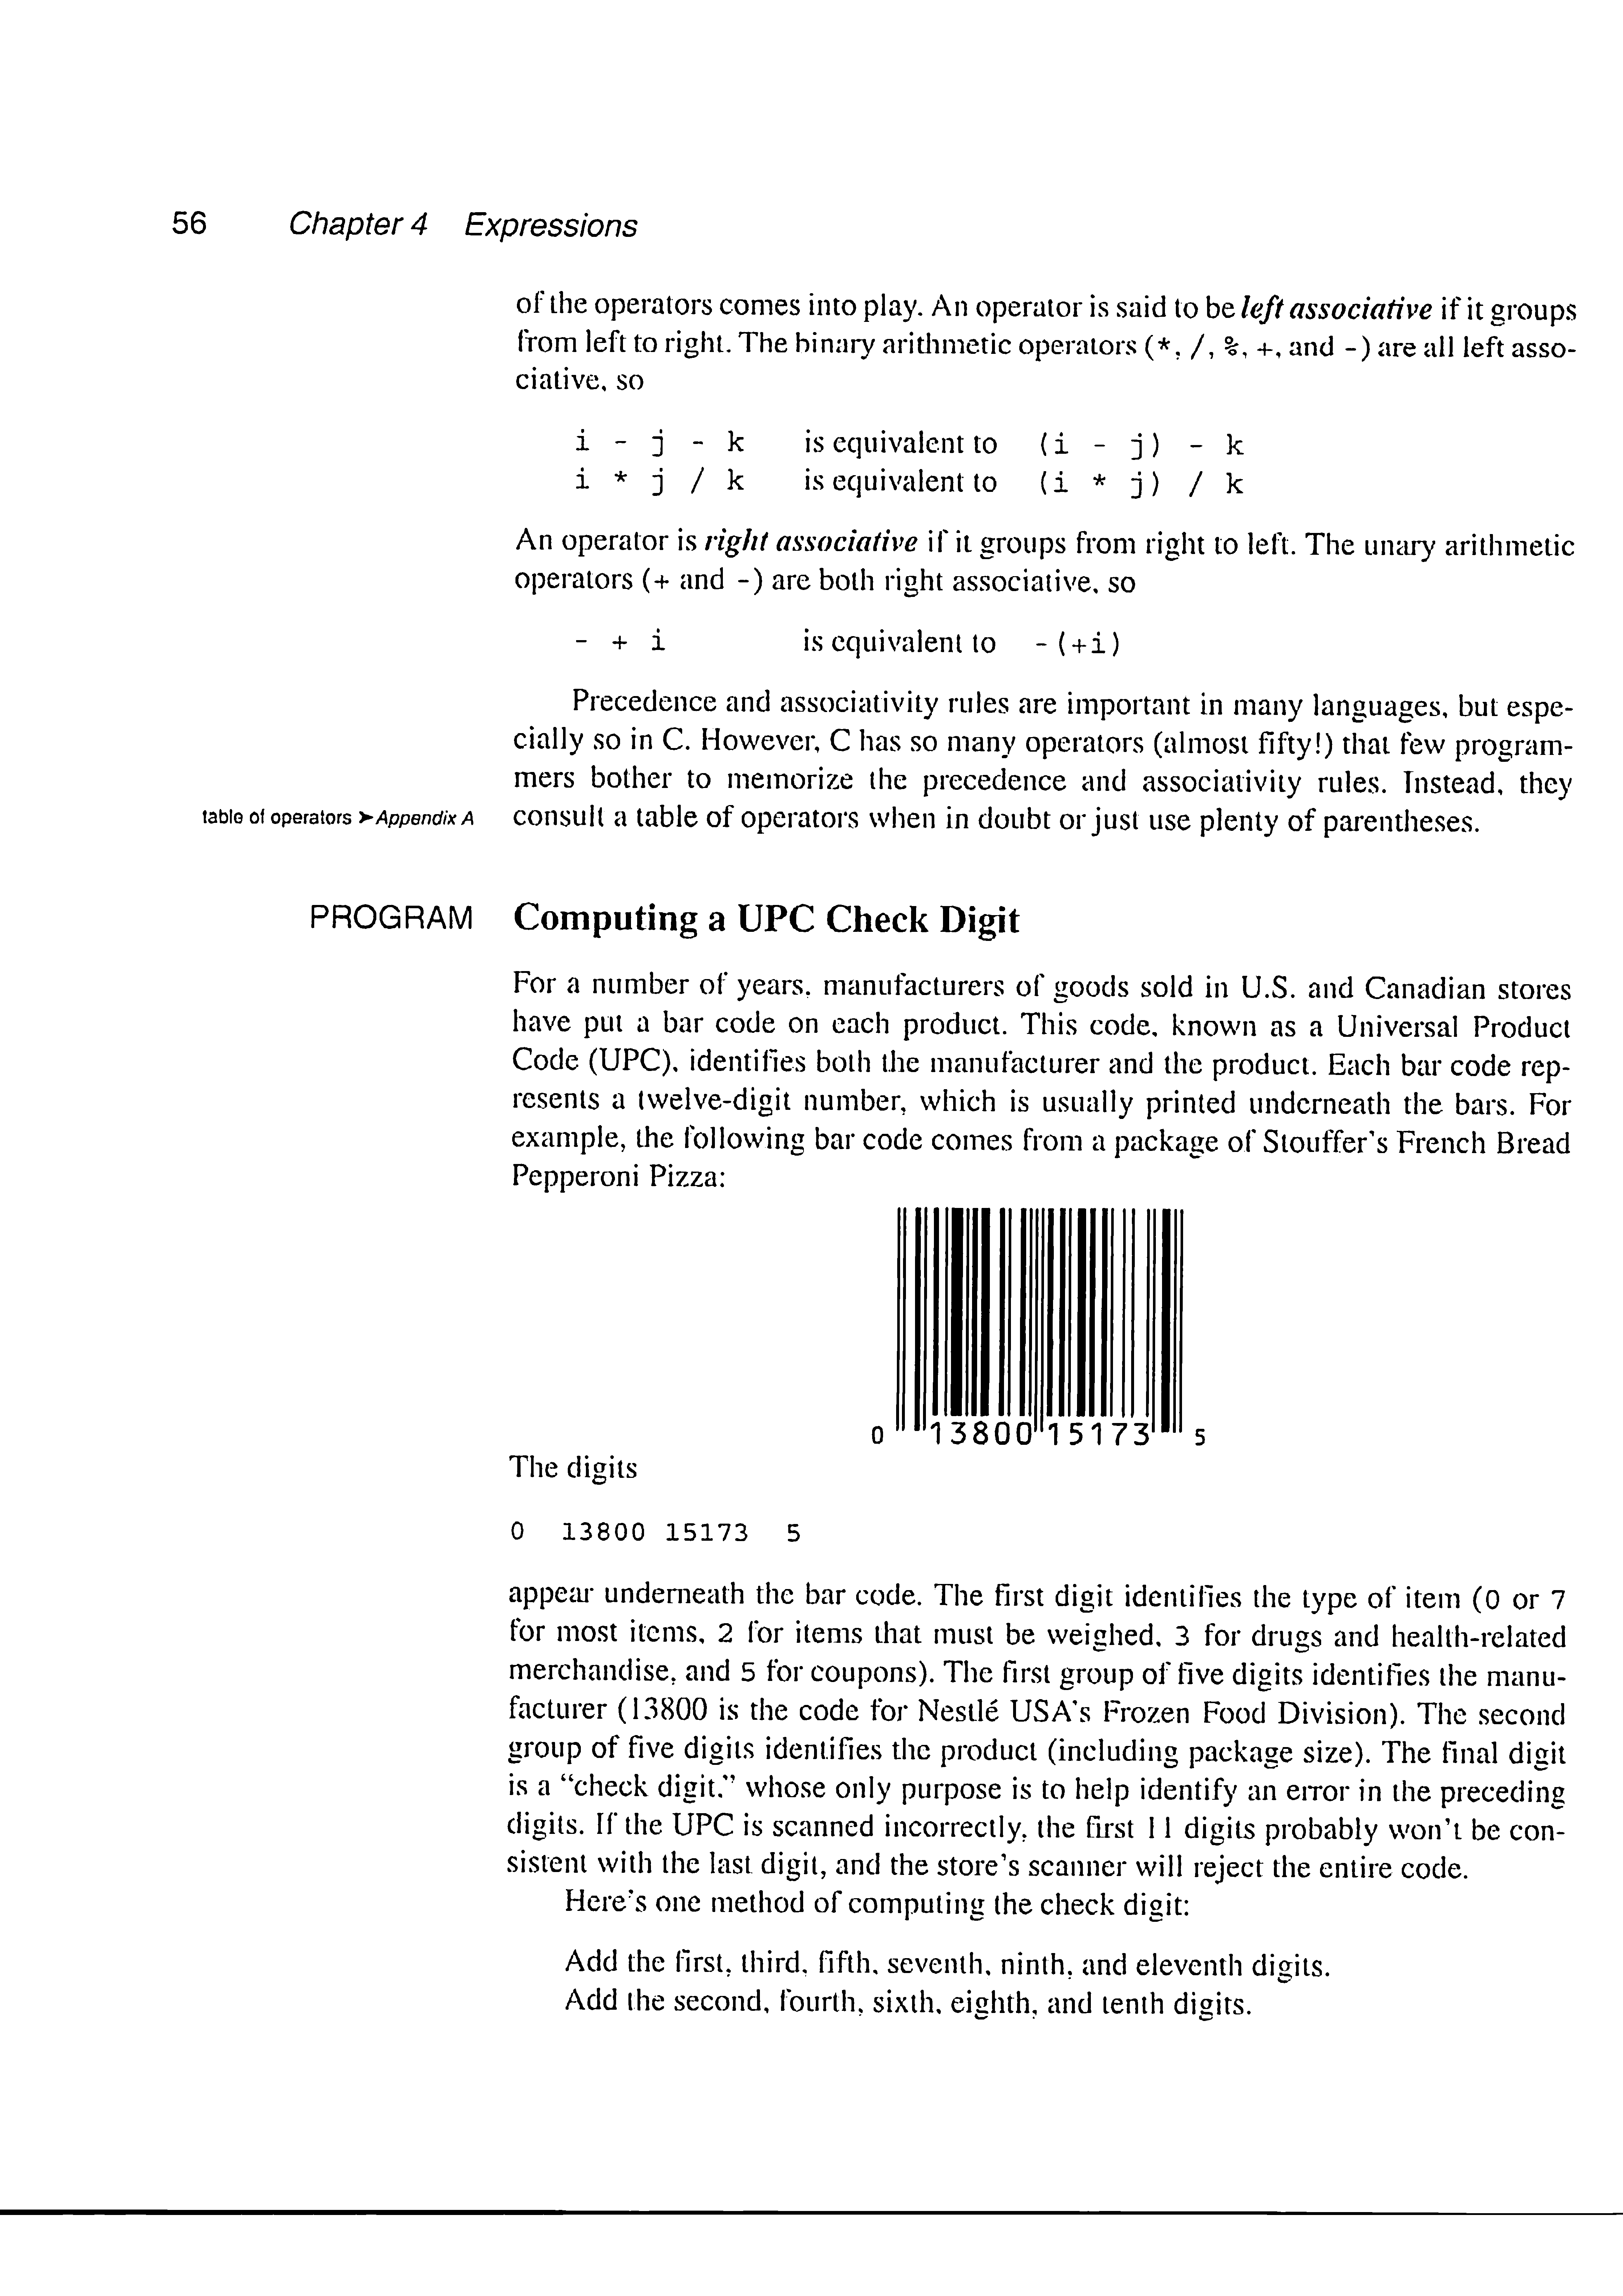 56 Chapter 4 Expressions
of the operators comes into play. An operator is said to be left associative if it groups
from left to right. The binary arithmetic operators (*, /, %, +, and -) are all left asso-
ciative, so
i - j - k is equivalent to (i - j) - k
i * j / k is equivalent to (i * j) / k
An operator is right associative if it groups from right to left. The unary arithmetic
operators (+ and -) are both right associative, so
- + i is equivalent to -(+i)
Precedence and associativity rules are important in many languages, but espe-
cially so in C. However, C has so many operators (almost fifty!) that few program-
mers bother to memorize the precedence and associativity rules. Instead, they
table of operators ➤Appendix A consult a table of operators when in doubt or just use plenty of parentheses.
PROGRAM Computing a UPC Check Digit
For a number of years, manufacturers of goods sold in U.S. and Canadian stores
have put a bar code on each product. This code, known as a Universal Product
Code (UPC), identifies both the manufacturer and the product. Each bar code rep-
resents a twelve-digit number, which is usually printed underneath the bars. For
example, the following bar code comes from a package of Stouffer's French Bread
Pepperoni Pizza:
0 13800 15173 5
The digits
0 13800 15173 5
appear underneath the bar code. The first digit identifies the type of item (0 or 7
for most items, 2 for items that must be weighed, 3 for drugs and health-related
merchandise, and 5 for coupons). The first group of five digits identifies the manu-
facturer (13800 is the code for Nestlé USA's Frozen Food Division). The second
group of five digits identifies the product (including package size). The final digit
is a “check digit,” whose only purpose is to help identify an error in the preceding
digits. If the UPC is scanned incorrectly, the first 11 digits probably won't be con-
sistent with the last digit, and the store's scanner will reject the entire code.
Here's one method of computing the check digit:
Add the first, third, fifth, seventh, ninth, and eleventh digits.
Add the second, fourth, sixth, eighth, and tenth digits.